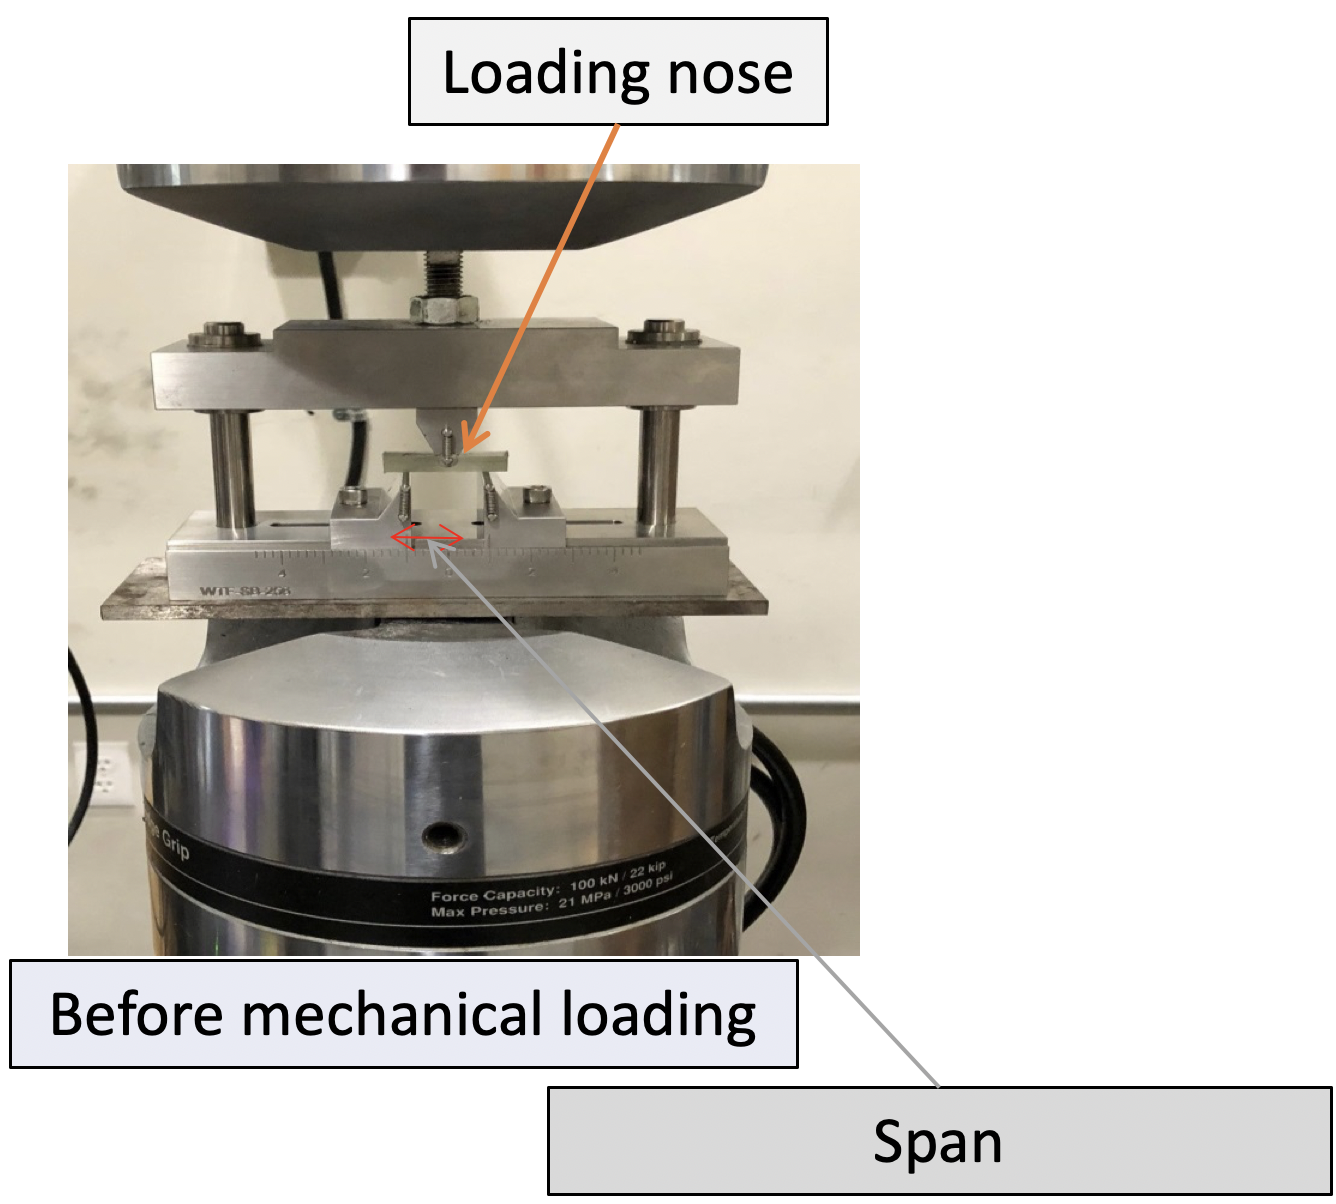 Loading nose
4 2 0 2 4
WTF-SB-
Grip
Force Capacity: 100 kN / 22 kip
Max Pressure: 21 MPa / 3000 psi
Before mechanical loading
Span